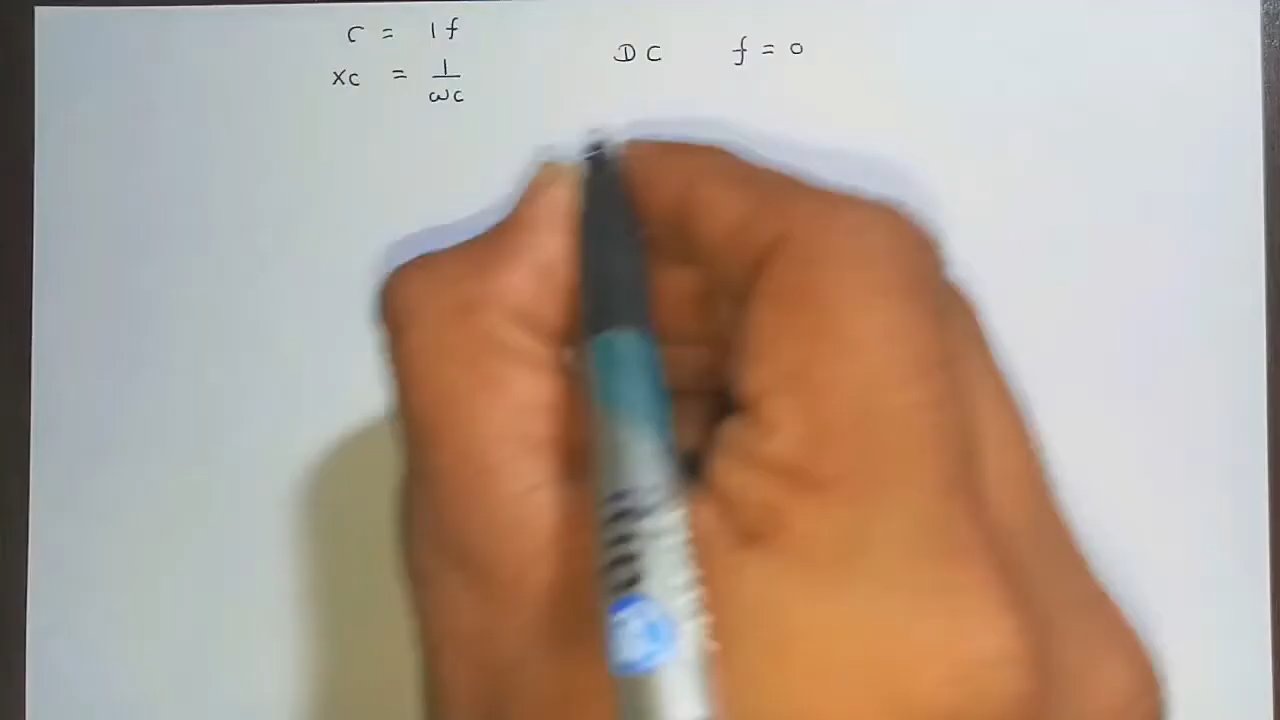 C = 1f
XC = 1/ωC
DC f = 0